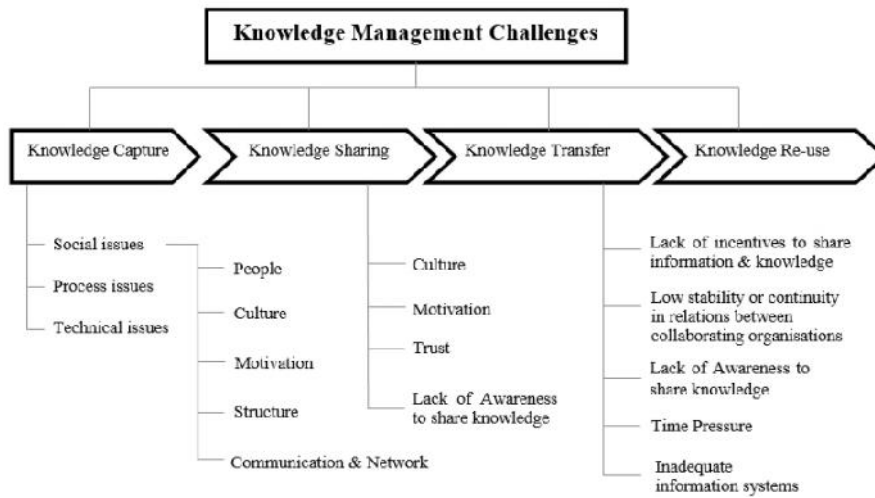 Knowledge Management Challenges
Knowledge Capture
Knowledge Sharing
Knowledge Transfer
Knowledge Re-use
Social issues
Process issues
Technical issues
People
Culture
Motivation
Structure
Communication & Network
Culture
Motivation
Trust
Lack of Awareness
to share knowledge
Lack of incentives to share
information & knowledge
Low stability or continuity
in relations between
collaborating organisations
Lack of Awareness to
share knowledge
Time Pressure
Inadequate
information systems